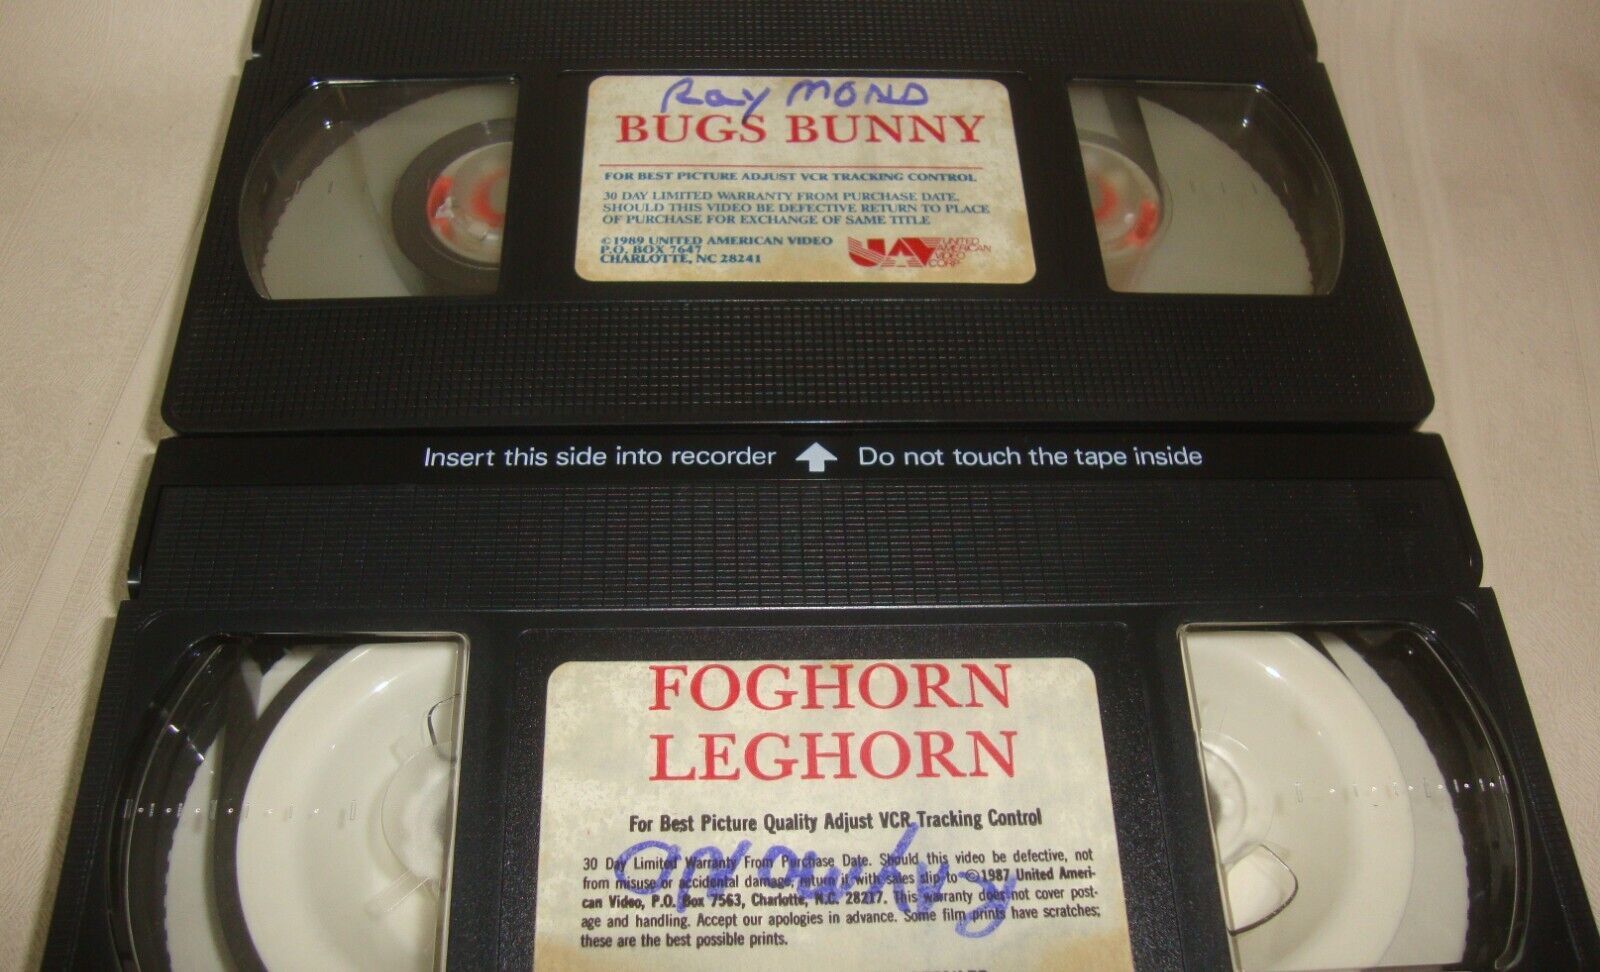 Ray MOND
BUGS BUNNY
FOR BEST PICTURE ADJUST VCR TRACKING CONTROL
30 DAY LIMITED WARRANTY FROM PURCHASE DATE.
SHOULD THIS VIDEO BE DEFECTIVE RETURN TO PLACE
OF PURCHASE FOR EXCHANGE OF SAME TITLE
©1989 UNITED AMERICAN VIDEO
P.O. BOX 7647
CHARLOTTE, NC 28241
UAV
UNITED
AMERICAN
VIDEO
CORP.
Insert this side into recorder Do not touch the tape inside
FOGHORN
LEGHORN
For Best Picture Quality Adjust VCR Tracking Control
30 Day Limited Warranty From Purchase Date. Should this video be defective, not
from misuse or accidental damage, return it with sales slip to ©1987 United Ameri-
can Video, P.O. Box 7563, Charlotte, N.C. 28217. This warranty does not cover post-
age and handling. Accept our apologies in advance. Some film prints have scratches;
these are the best possible prints.